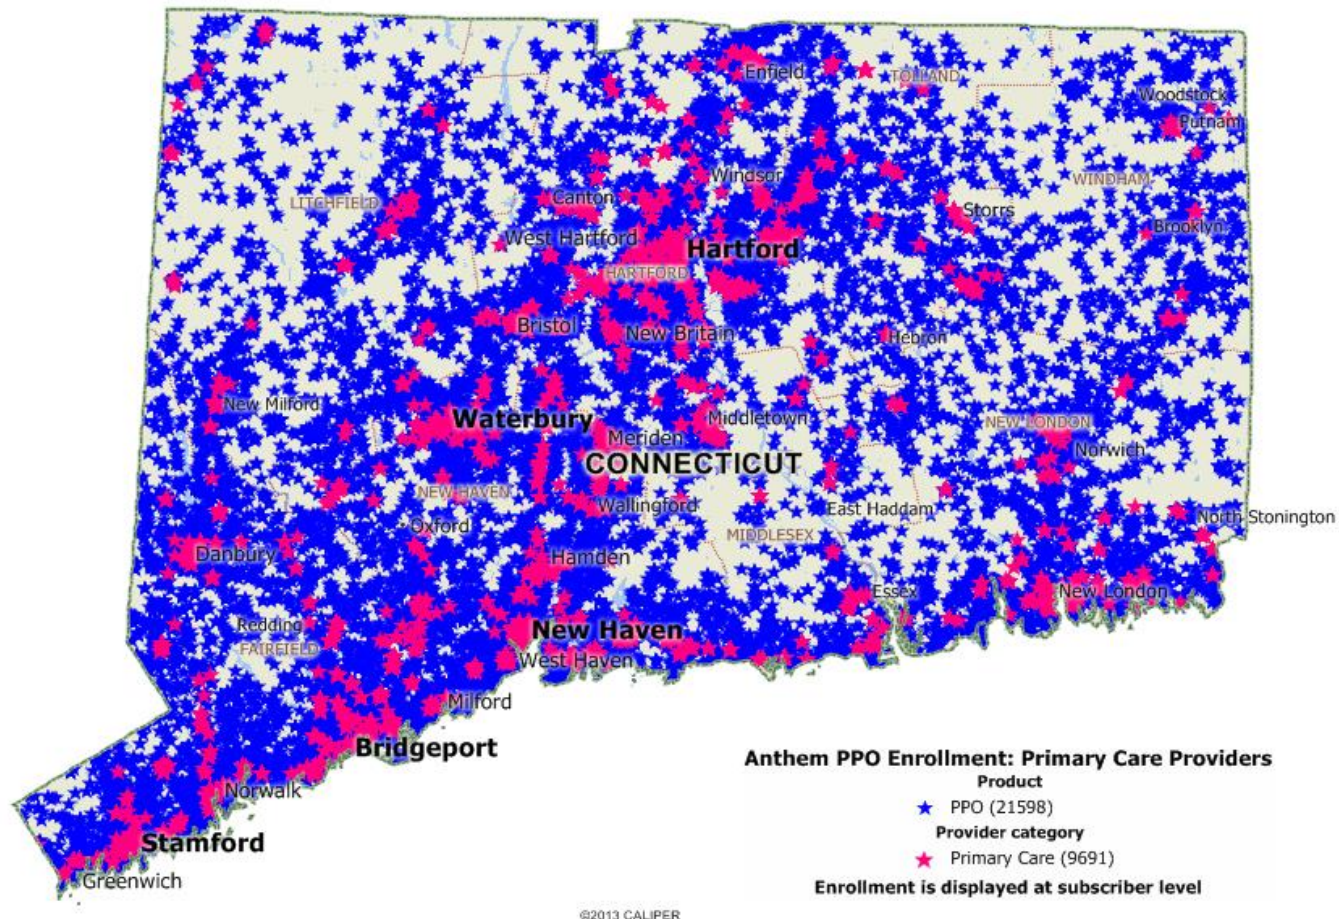 Enfield
TOLLAND
Woodstock
Putnam
Windsor
WINDHAM
LITCHFIELD
Canton
Storrs
Brooklyn
West Hartford
Hartford
HARTFORD
Bristol
New Britain
Hebron
New Milford
Waterbury
Middletown
NEW LONDON
Meriden
Norwich
CONNECTICUT
NEW HAVEN
Wallingford
East Haddam
North Stonington
Oxford
MIDDLESEX
Danbury
Hamden
Essex
New London
Redding
New Haven
FAIRFIELD
West Haven
Milford
Bridgeport
Norwalk
Stamford
Greenwich
Anthem PPO Enrollment: Primary Care Providers
Product
PPO (21598)
Provider category
Primary Care (9691)
Enrollment is displayed at subscriber level
©2013 CALIPER